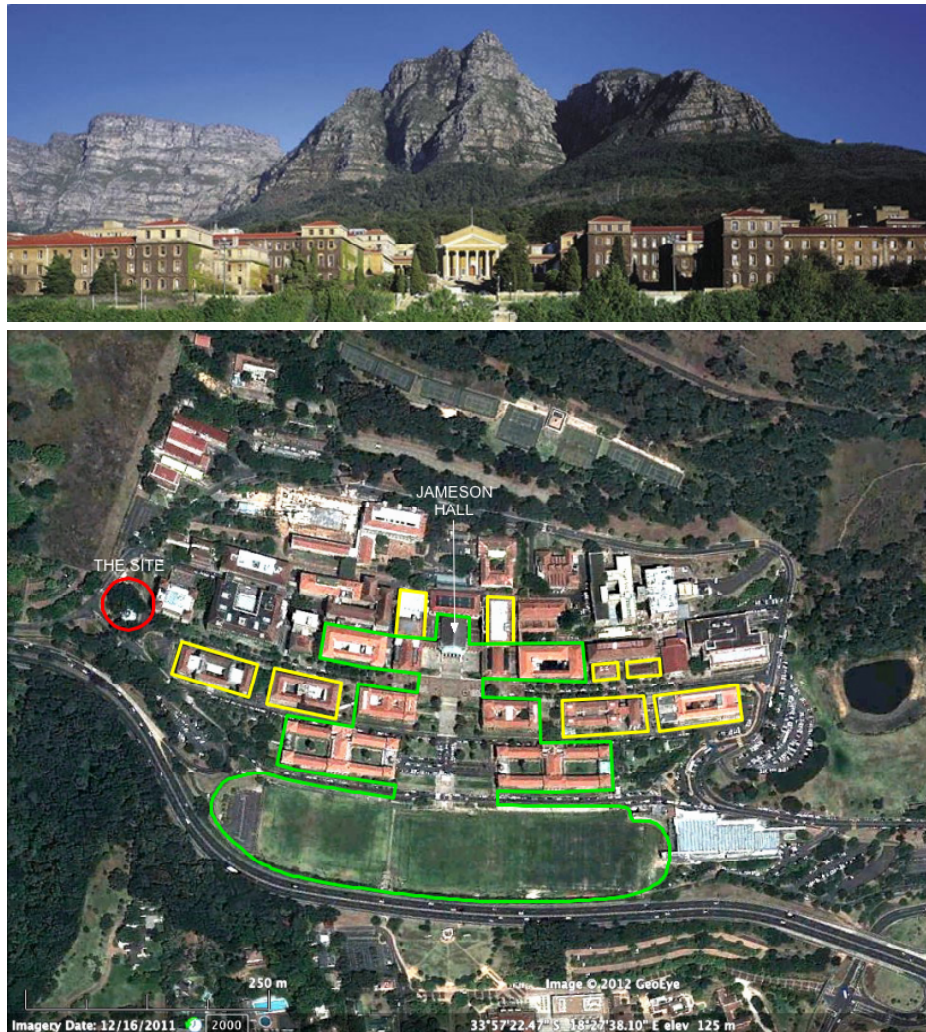 JAMESON
HALL
THE SITE
250 m
Image © 2012 GeoEye
Imagery Date: 12/16/2011
2000
33°57'22.47" S 18°27'38.10" E elev 125 m